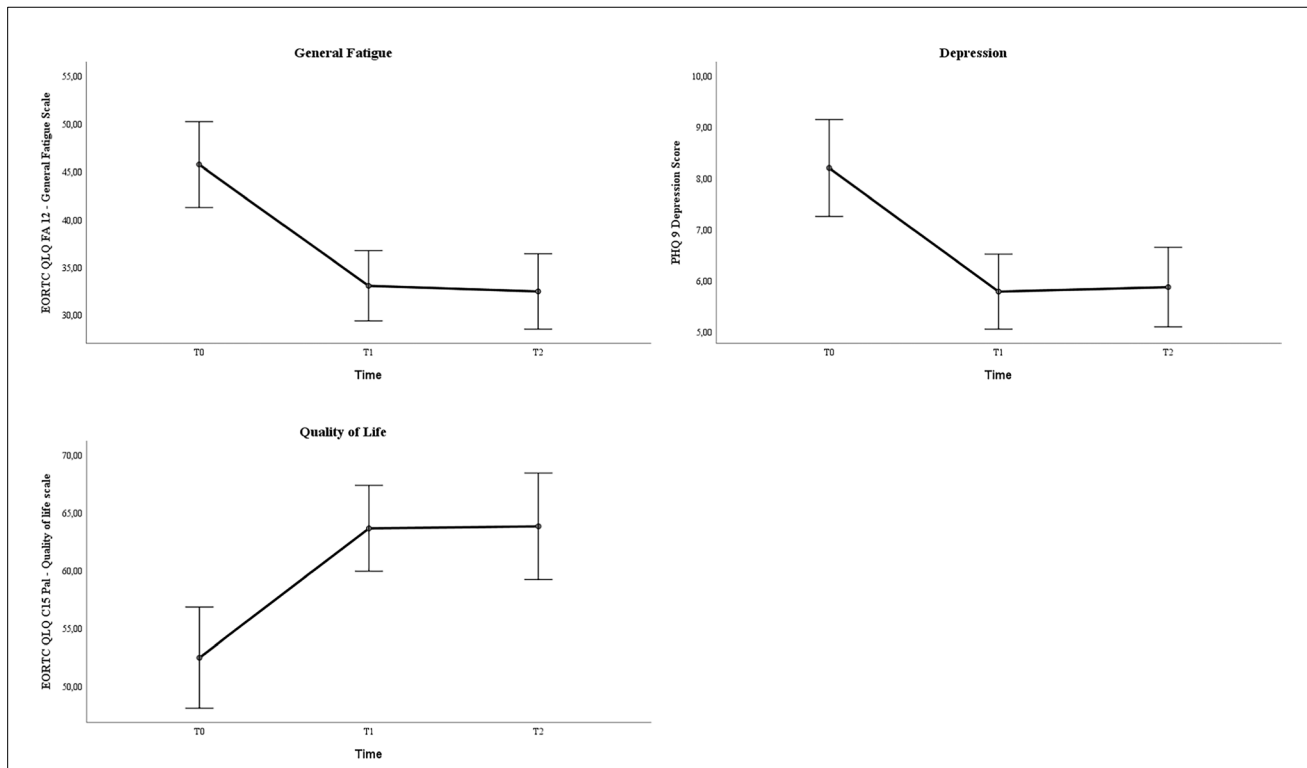 General Fatigue
EORTC QLQ FA 12 - General Fatigue Scale
55,00
50,00
45,00
40,00
35,00
30,00
T0
T1
T2
Time
Depression
PHQ 9 Depression Score
10,00
9,00
8,00
7,00
6,00
5,00
T0
T1
T2
Time
Quality of Life
EORTC QLQ C15 Pal - Quality of life scale
70,00
65,00
60,00
55,00
50,00
T0
T1
T2
Time